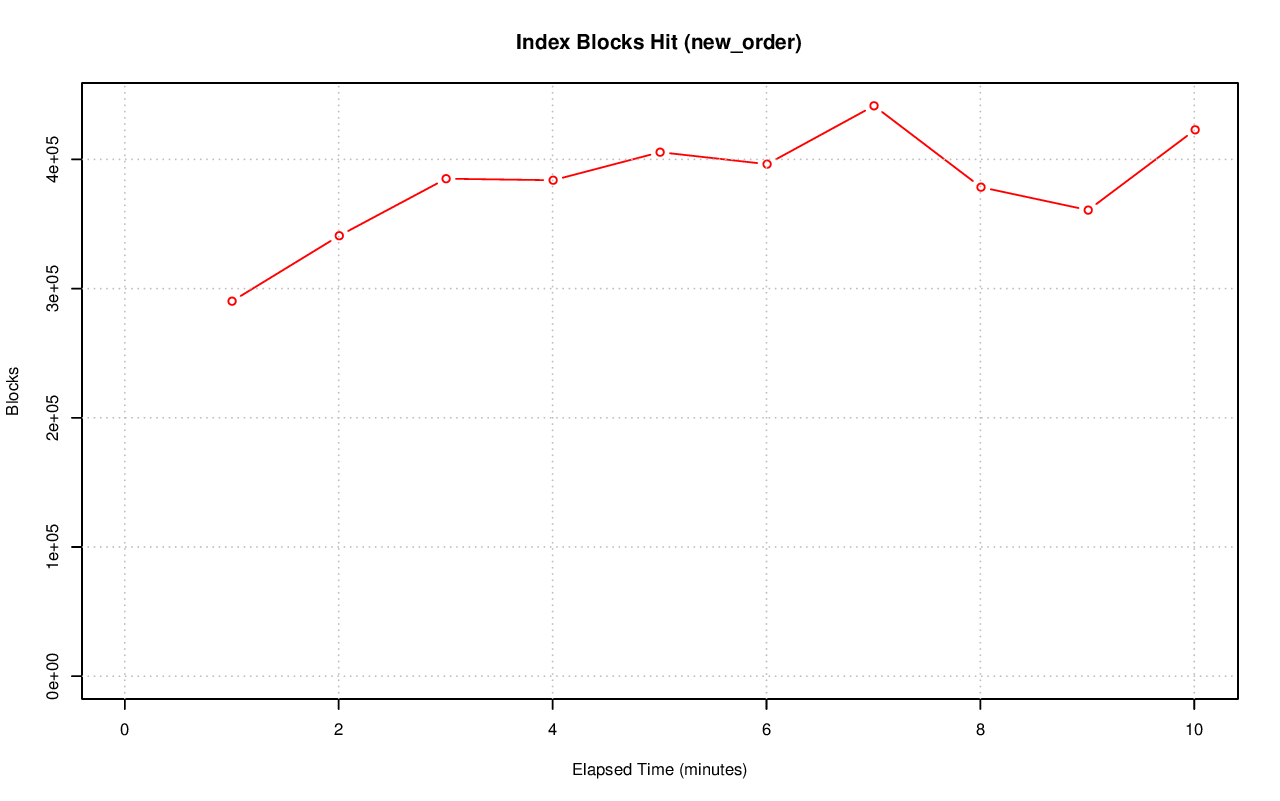 Index Blocks Hit (new_order)
Blocks
4e+05
3e+05
2e+05
1e+05
0e+00
0 2 4 6 8 10
Elapsed Time (minutes)